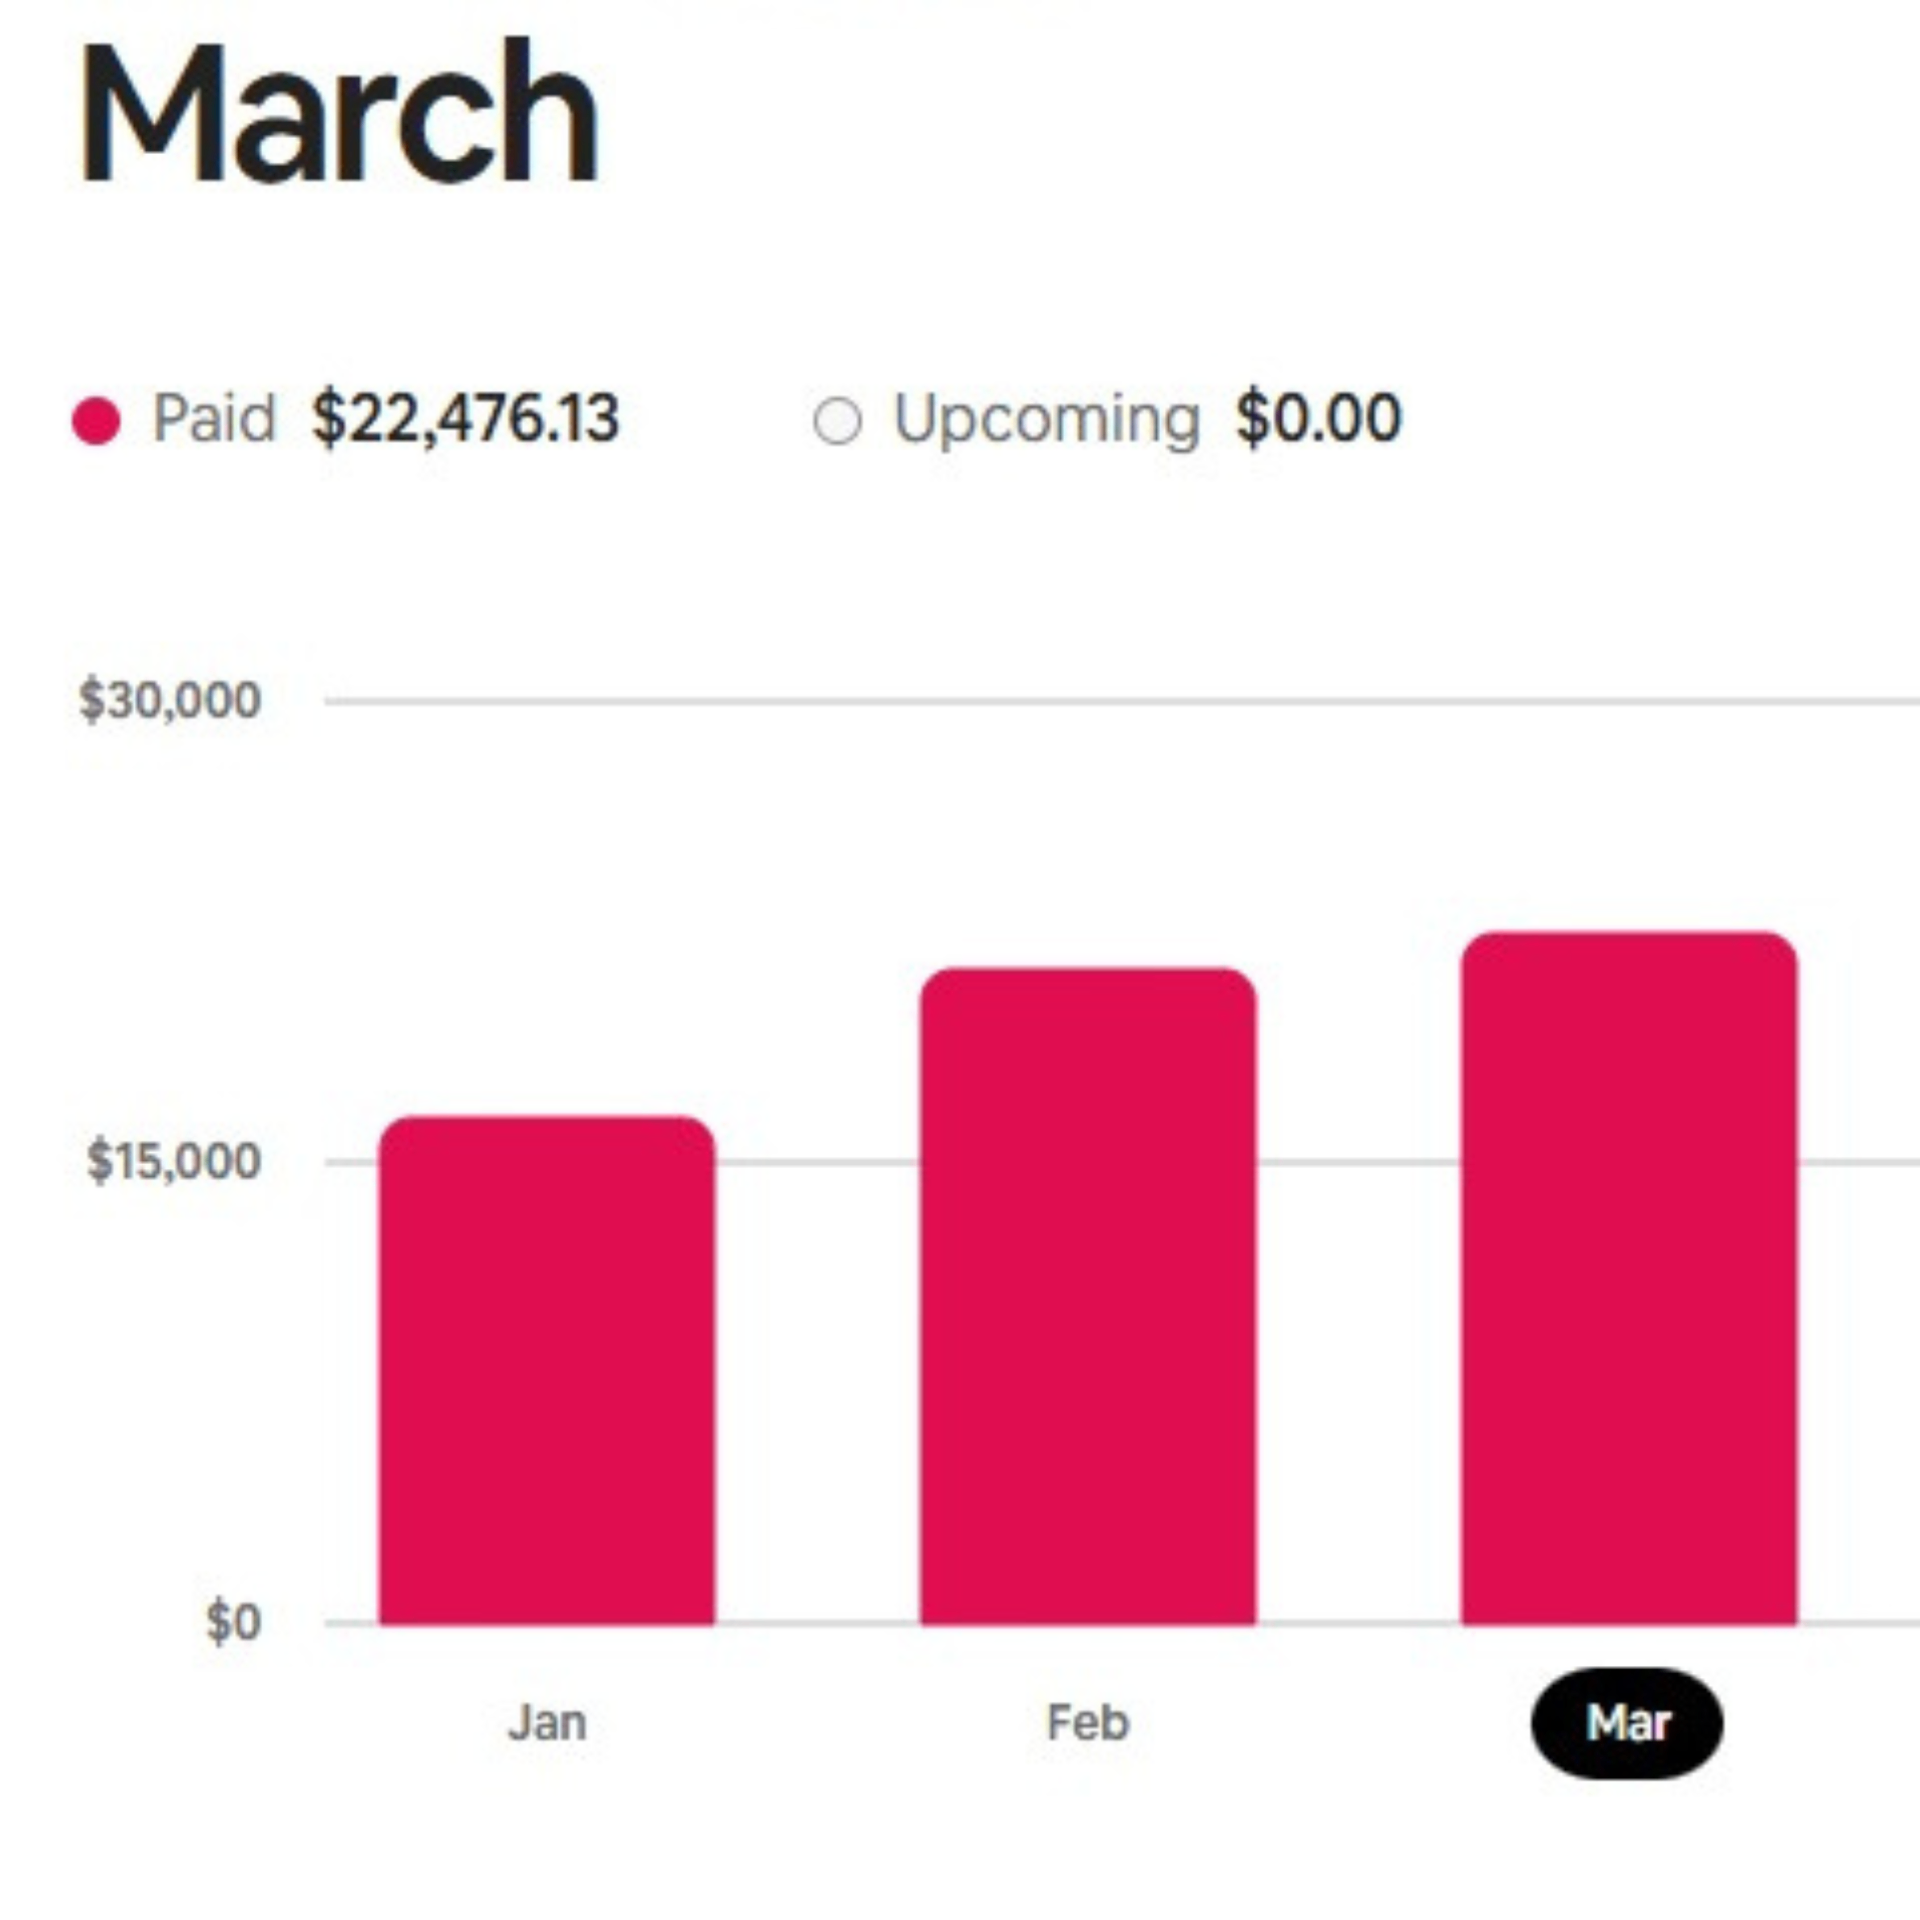 March
Paid $22,476.13 Upcoming $0.00
$30,000
$15,000
$0
Jan Feb Mar